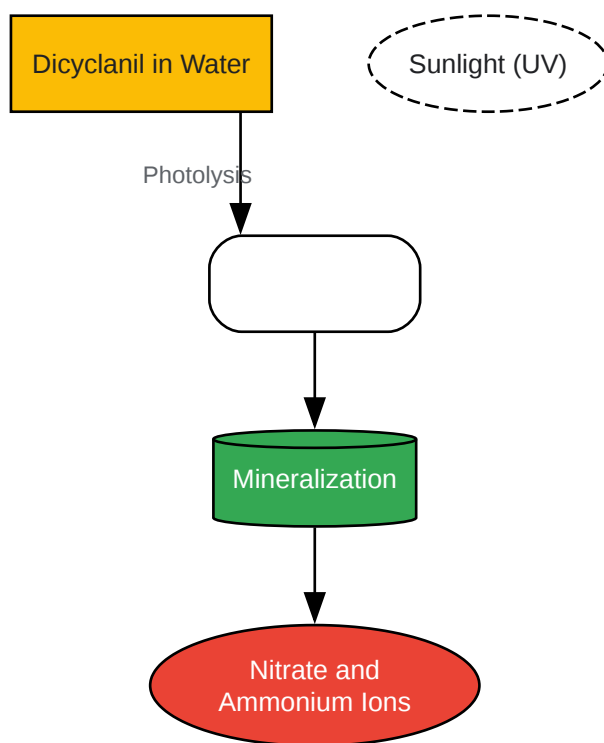 Dicyclanil in Water
Sunlight (UV)
Photolysis
Mineralization
Nitrate and
Ammonium Ions